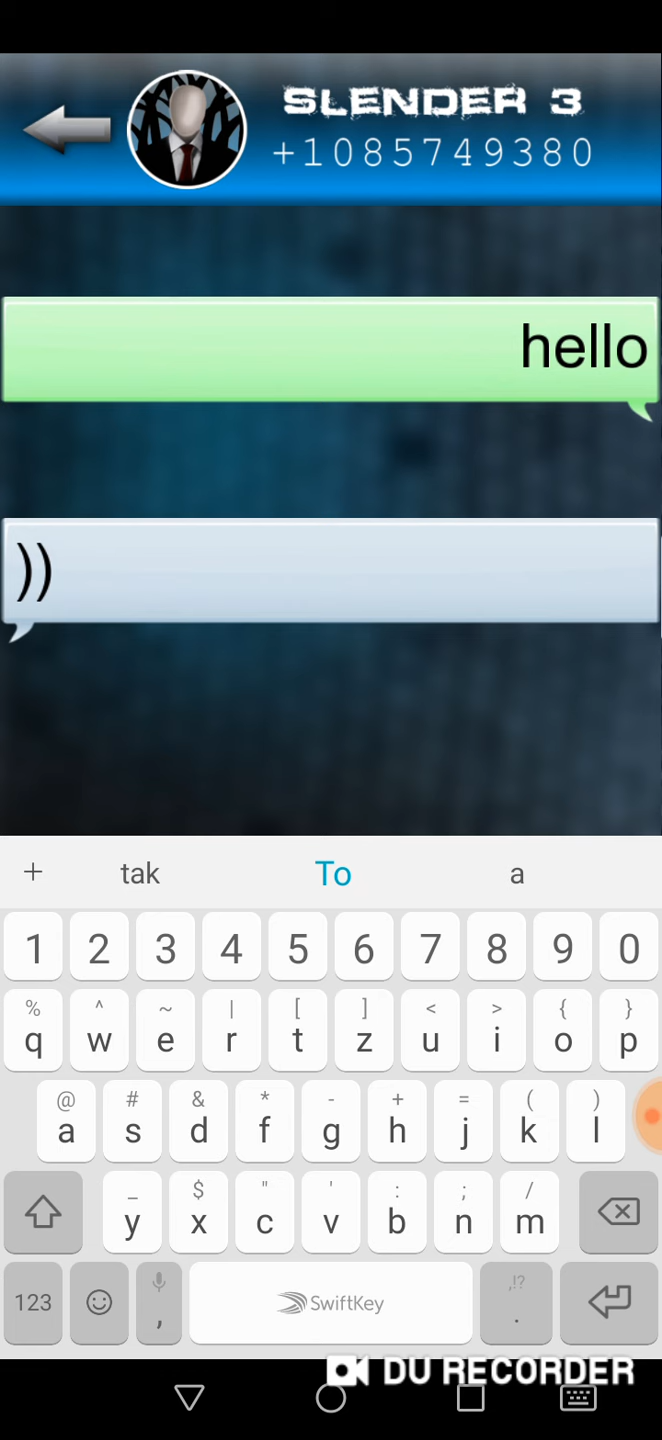 SLENDER 3
+1085749380
hello
))
+ tak To a
1 2 3 4 5 6 7 8 9 0
% ^ ~ | [ ] < > { }
q w e r t z u i o p
@ # & * - + = ( )
a s d f g h j k l
_ $ " ' : ; /
y x c v b n m
,!?
123 , SwiftKey .
DU RECORDER